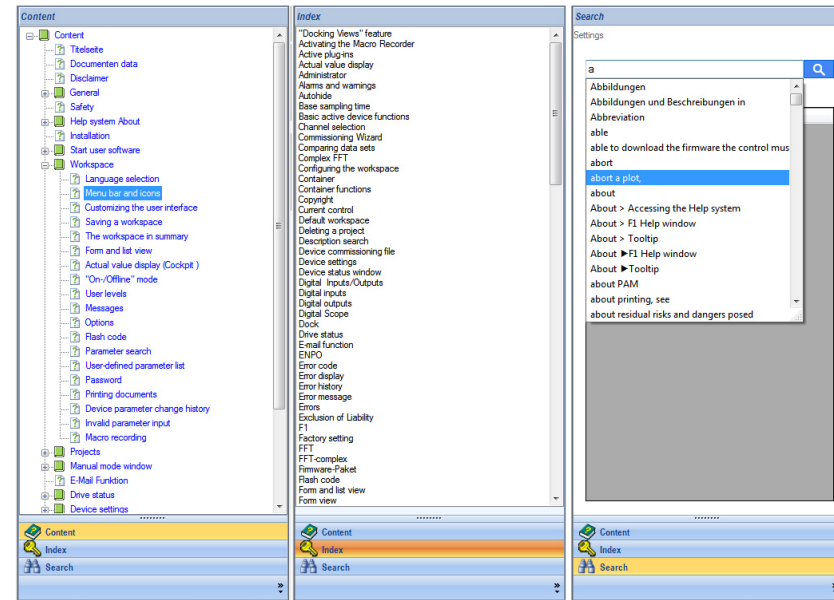 Content
Content
Titelseite
Documenten data
Disclaimer
General
Safety
Help system About
Installation
Start user software
Workspace
Language selection
Menu bar and icons
Customizing the user interface
Saving a workspace
The workspace in summary
Form and list view
Actual value display (Cockpit )
"On-/Offline" mode
User levels
Messages
Options
Flash code
Parameter search
User-defined parameter list
Password
Printing documents
Device parameter change history
Invalid parameter input
Macro recording
Projects
Manual mode window
E-Mail Funktion
Drive status
Device settings
Content
Index
Search
Index
"Docking Views" feature
Activating the Macro Recorder
Active plug-ins
Actual value display
Administrator
Alarms and warnings
Autohide
Base sampling time
Basic active device functions
Channel selection
Commissioning Wizard
Comparing data sets
Complex FFT
Configuring the workspace
Container
Container functions
Copyright
Current control
Default workspace
Deleting a project
Description search
Device commissioning file
Device settings
Device status window
Digital Inputs/Outputs
Digital inputs
Digital outputs
Digital Scope
Dock
Drive status
E-mail function
ENPO
Error code
Error display
Error history
Error message
Errors
Exclusion of Liability
F1
Factory setting
FFT
FFT-complex
Firmware-Paket
Flash code
Form and list view
Form view
Content
Index
Search
Search
Settings
a
Abbildungen
Abbildungen und Beschreibungen in
Abbreviation
able
able to download the firmware the control mus
abort
abort a plot,
about
About > Accessing the Help system
About > F1 Help window
About > Tooltip
About ►F1 Help window
About ►Tooltip
about PAM
about printing, see
about residual risks and dangers posed
Content
Index
Search